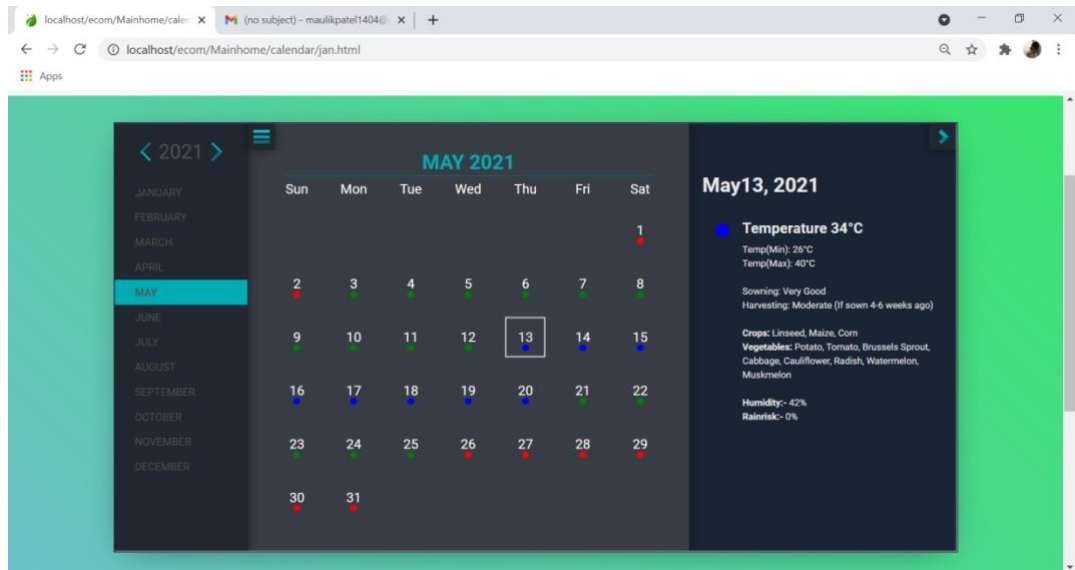 localhost/ecom/Mainhome/calen
(no subject) - maulikpatel1404@
localhost/ecom/Mainhome/calendar/jan.html
Apps
2021
JANUARY
FEBRUARY
MARCH
APRIL
MAY
JUNE
JULY
AUGUST
SEPTEMBER
OCTOBER
NOVEMBER
DECEMBER
MAY 2021
Sun Mon Tue Wed Thu Fri Sat
1
2 3 4 5 6 7 8
9 10 11 12 13 14 15
16 17 18 19 20 21 22
23 24 25 26 27 28 29
30 31
May13, 2021
Temperature 34°C
Temp(Min): 26°C
Temp(Max): 40°C
Sowning: Very Good
Harvesting: Moderate (If sown 4-6 weeks ago)
Crops: Linseed, Maize, Corn
Vegetables: Potato, Tomato, Brussels Sprout,
Cabbage, Cauliflower, Radish, Watermelon,
Muskmelon
Humidity:- 42%
Rainrisk:- 0%